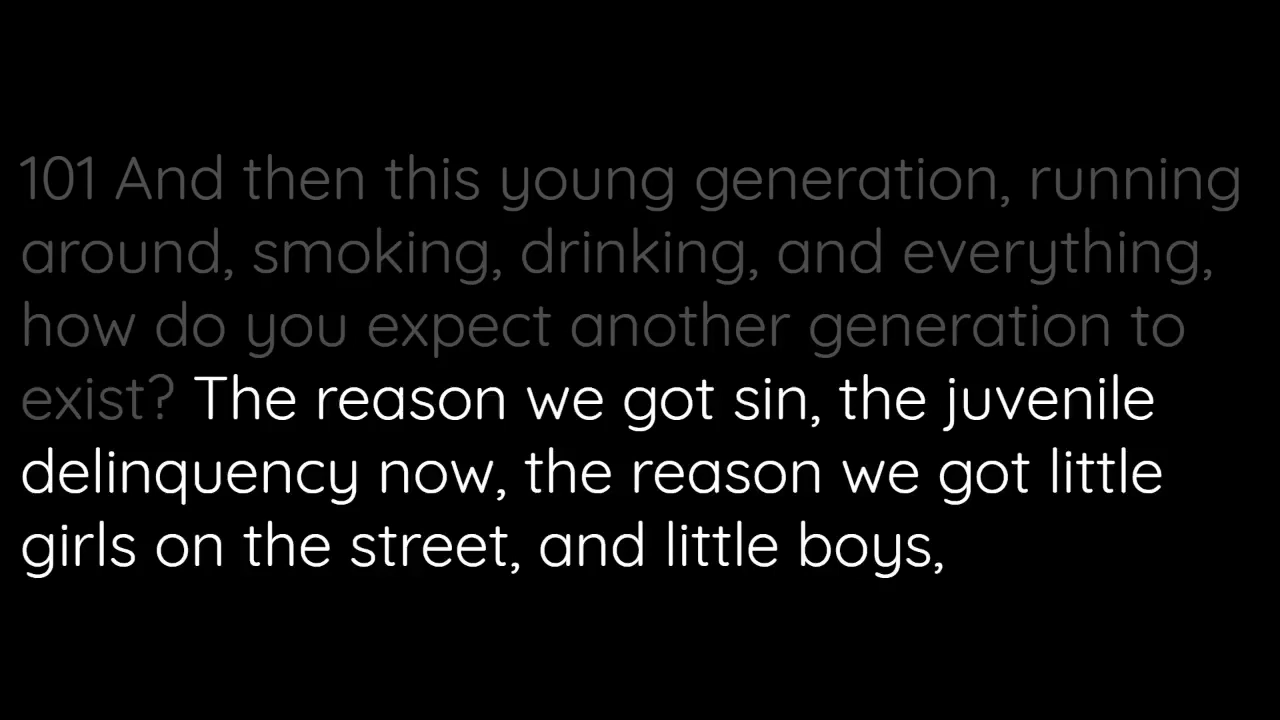 101 And then this young generation, running
around, smoking, drinking, and everything,
how do you expect another generation to
exist? The reason we got sin, the juvenile
delinquency now, the reason we got little
girls on the street, and little boys,